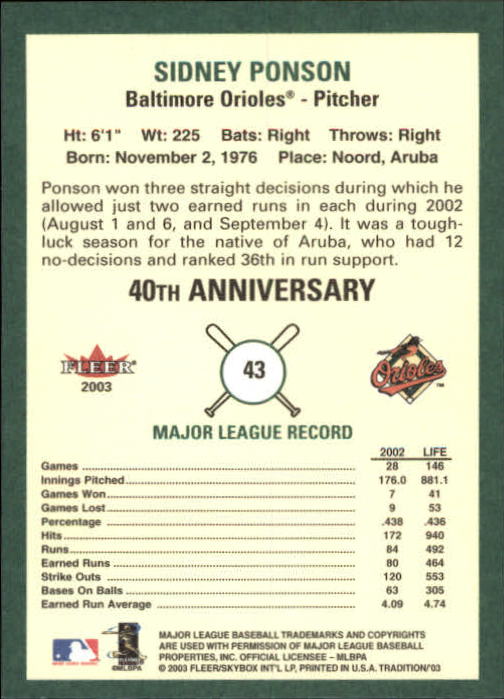 SIDNEY PONSON
Baltimore Orioles® - Pitcher
Ht: 6'1" Wt: 225 Bats: Right Throws: Right
Born: November 2, 1976 Place: Noord, Aruba
Ponson won three straight decisions during which he
allowed just two earned runs in each during 2002
(August 1 and 6, and September 4). It was a tough-
luck season for the native of Aruba, who had 12
no-decisions and ranked 36th in run support.
40TH ANNIVERSARY
FLEER®
2003
43
Orioles
TM
MAJOR LEAGUE RECORD
2002 LIFE
Games 28 146
Innings Pitched 176.0 881.1
Games Won 7 41
Games Lost 9 53
Percentage .438 .436
Hits 172 940
Runs 84 492
Earned Runs 80 464
Strike Outs 120 553
Bases On Balls 63 305
Earned Run Average 4.09 4.74
MAJOR LEAGUE BASEBALL TRADEMARKS AND COPYRIGHTS
ARE USED WITH PERMISSION OF MAJOR LEAGUE BASEBALL
PROPERTIES, INC. OFFICIAL LICENSEE - MLBPA
©MLBPA
© 2003 FLEER/SKYBOX INT'L LP, PRINTED IN U.S.A. TRADITION'03